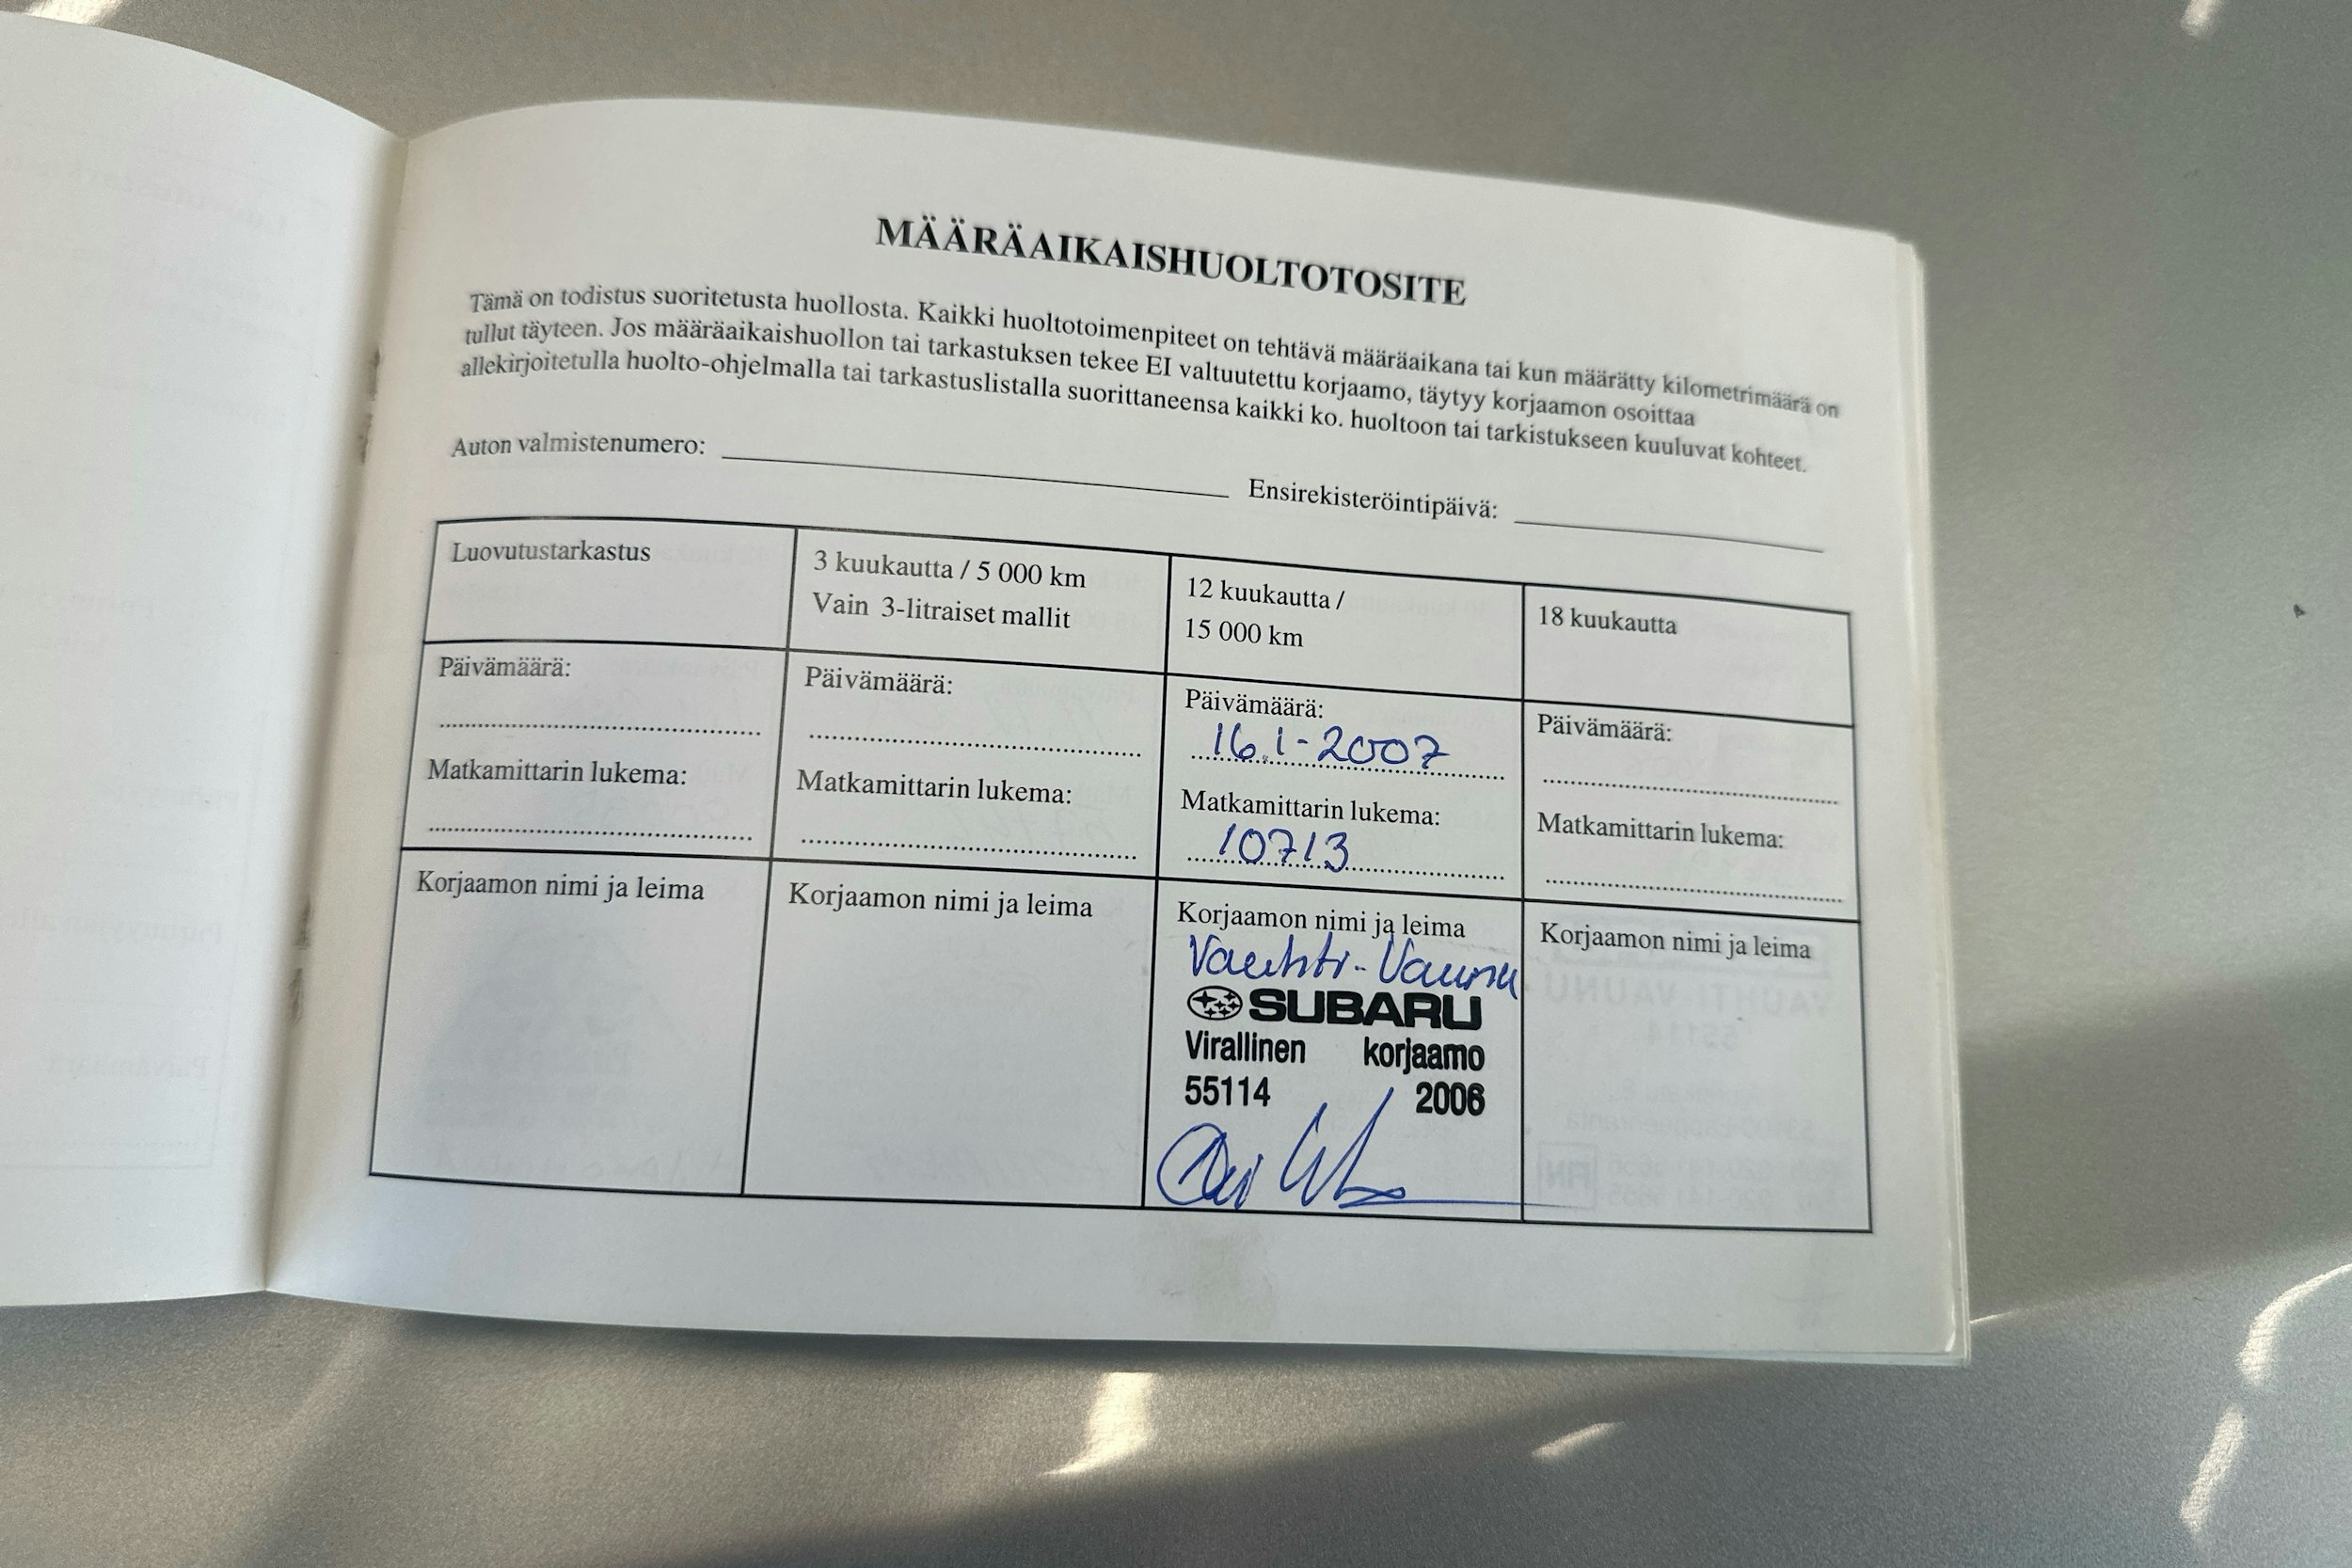 MÄÄRÄAIKAISHUOLTOTOSITE
Tämä on todistus suoritetusta huollosta. Kaikki huoltotoimenpiteet on tehtävä määräaikana tai kun määrätty kilometrimäärä on
tullut täyteen. Jos määräaikaishuollon tai tarkastuksen tekee EI valtuutettu korjaamo, täytyy korjaamon osoittaa
allekirjoitetulla huolto-ohjelmalla tai tarkastuslistalla suorittaneensa kaikki ko. huoltoon tai tarkistukseen kuuluvat kohteet.
Auton valmistenumero:
Ensirekisteröintipäivä:
Luovutustarkastus
Päivämäärä:
Matkamittarin lukema:
Korjaamon nimi ja leima
3 kuukautta / 5 000 km
Vain 3-litraiset mallit
Päivämäärä:
Matkamittarin lukema:
Korjaamon nimi ja leima
12 kuukautta /
15 000 km
Päivämäärä:
16.1-2007
Matkamittarin lukema:
10713
Korjaamon nimi ja leima
Vauhti-Vaunu
SUBARU
Virallinen korjaamo
55114 2006
18 kuukautta
Päivämäärä:
Matkamittarin lukema:
Korjaamon nimi ja leima